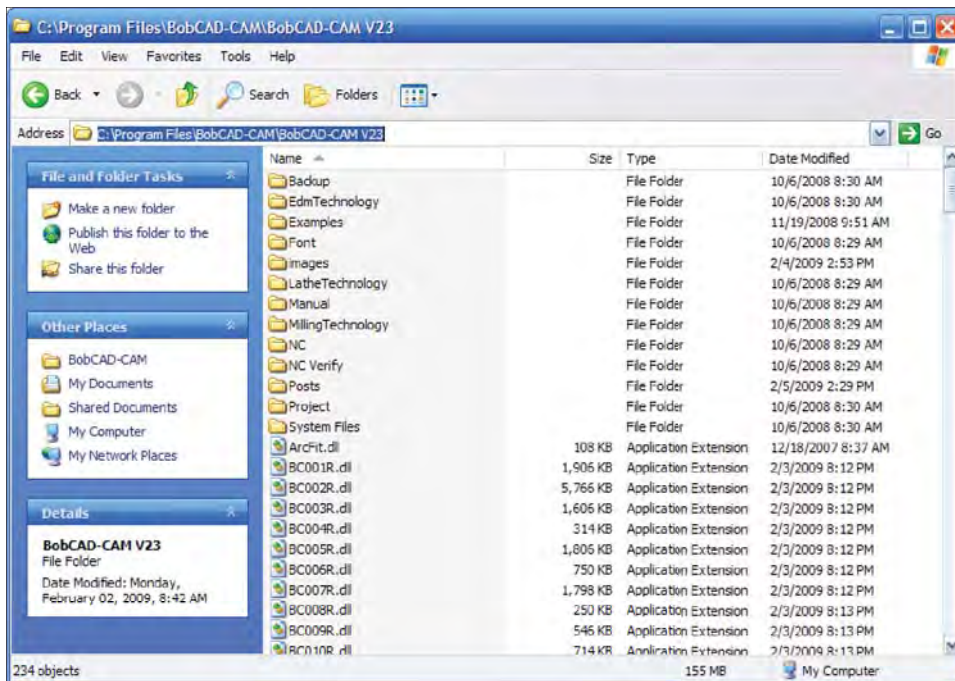 C:\Program Files\BobCAD-CAM\BobCAD-CAM V23
File Edit View Favorites Tools Help
Back Search Folders
Address C:\Program Files\BobCAD-CAM\BobCAD-CAM V23 Go
File and Folder Tasks
Make a new folder
Publish this folder to the
Web
Share this folder
Other Places
BobCAD-CAM
My Documents
Shared Documents
My Computer
My Network Places
Details
BobCAD-CAM V23
File Folder
Date Modified: Monday,
February 02, 2009, 8:42 AM
Name Size Type Date Modified
Backup File Folder 10/6/2008 8:30 AM
EdmTechnology File Folder 10/6/2008 8:30 AM
Examples File Folder 11/19/2008 9:51 AM
Font File Folder 10/6/2008 8:29 AM
images File Folder 2/4/2009 2:53 PM
LatheTechnology File Folder 10/6/2008 8:29 AM
Manual File Folder 10/6/2008 8:29 AM
MillingTechnology File Folder 10/6/2008 8:29 AM
NC File Folder 10/6/2008 8:29 AM
NC Verify File Folder 10/6/2008 8:29 AM
Posts File Folder 2/5/2009 2:29 PM
Project File Folder 10/6/2008 8:30 AM
System Files File Folder 10/6/2008 8:30 AM
ArcFit.dll 108 KB Application Extension 12/18/2007 8:37 AM
BC001R.dll 1,906 KB Application Extension 2/3/2009 8:12 PM
BC002R.dll 5,766 KB Application Extension 2/3/2009 8:12 PM
BC003R.dll 1,606 KB Application Extension 2/3/2009 8:12 PM
BC004R.dll 314 KB Application Extension 2/3/2009 8:12 PM
BC005R.dll 1,806 KB Application Extension 2/3/2009 8:12 PM
BC006R.dll 750 KB Application Extension 2/3/2009 8:12 PM
BC007R.dll 1,798 KB Application Extension 2/3/2009 8:12 PM
BC008R.dll 250 KB Application Extension 2/3/2009 8:13 PM
BC009R.dll 546 KB Application Extension 2/3/2009 8:13 PM
BC010R.dll 714 KB Application Extension 2/3/2009 8:13 PM
234 objects 155 MB My Computer